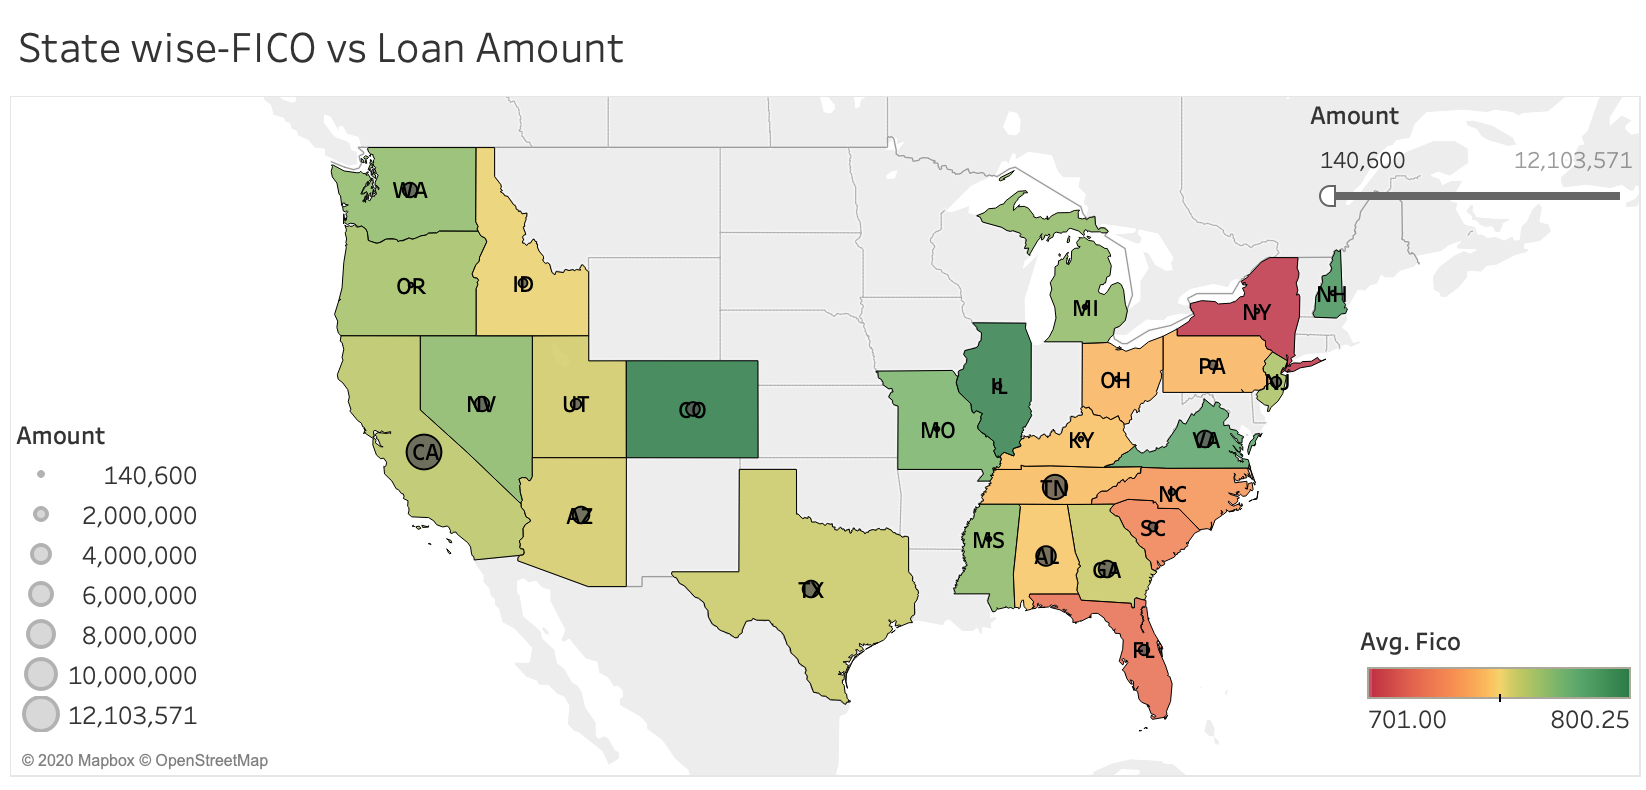 State wise-FICO vs Loan Amount
Amount
140,600 12,103,571
WA
OR
ID
NV
UT
CO
CA
AZ
TX
MO
IL
MI
OH
KY
TN
MS
AL
GA
FL
SC
NC
VA
PA
NJ
NY
NH
Amount
140,600
2,000,000
4,000,000
6,000,000
8,000,000
10,000,000
12,103,571
Avg. Fico
701.00 800.25
© 2020 Mapbox © OpenStreetMap